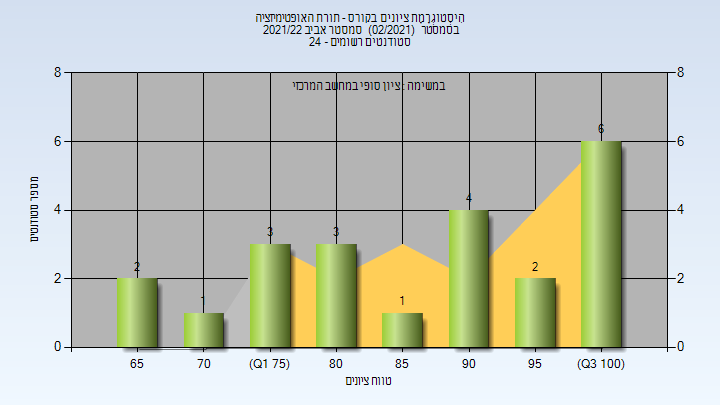 היסטוגרמת ציונים בקורס - תורת האופטימיזציה
בסמסטר (02/2021) סמסטר אביב 2021/22
סטודנטים רשומים - 24
במשימה : ציון סופי במחשב המרכזי
8 8
6 6
4 4
2 2
0 0
מספר סטודנטים
2 1 3 3 1 4 2 6
65 70 (Q1 75) 80 85 90 95 (Q3 100)
טווח ציונים